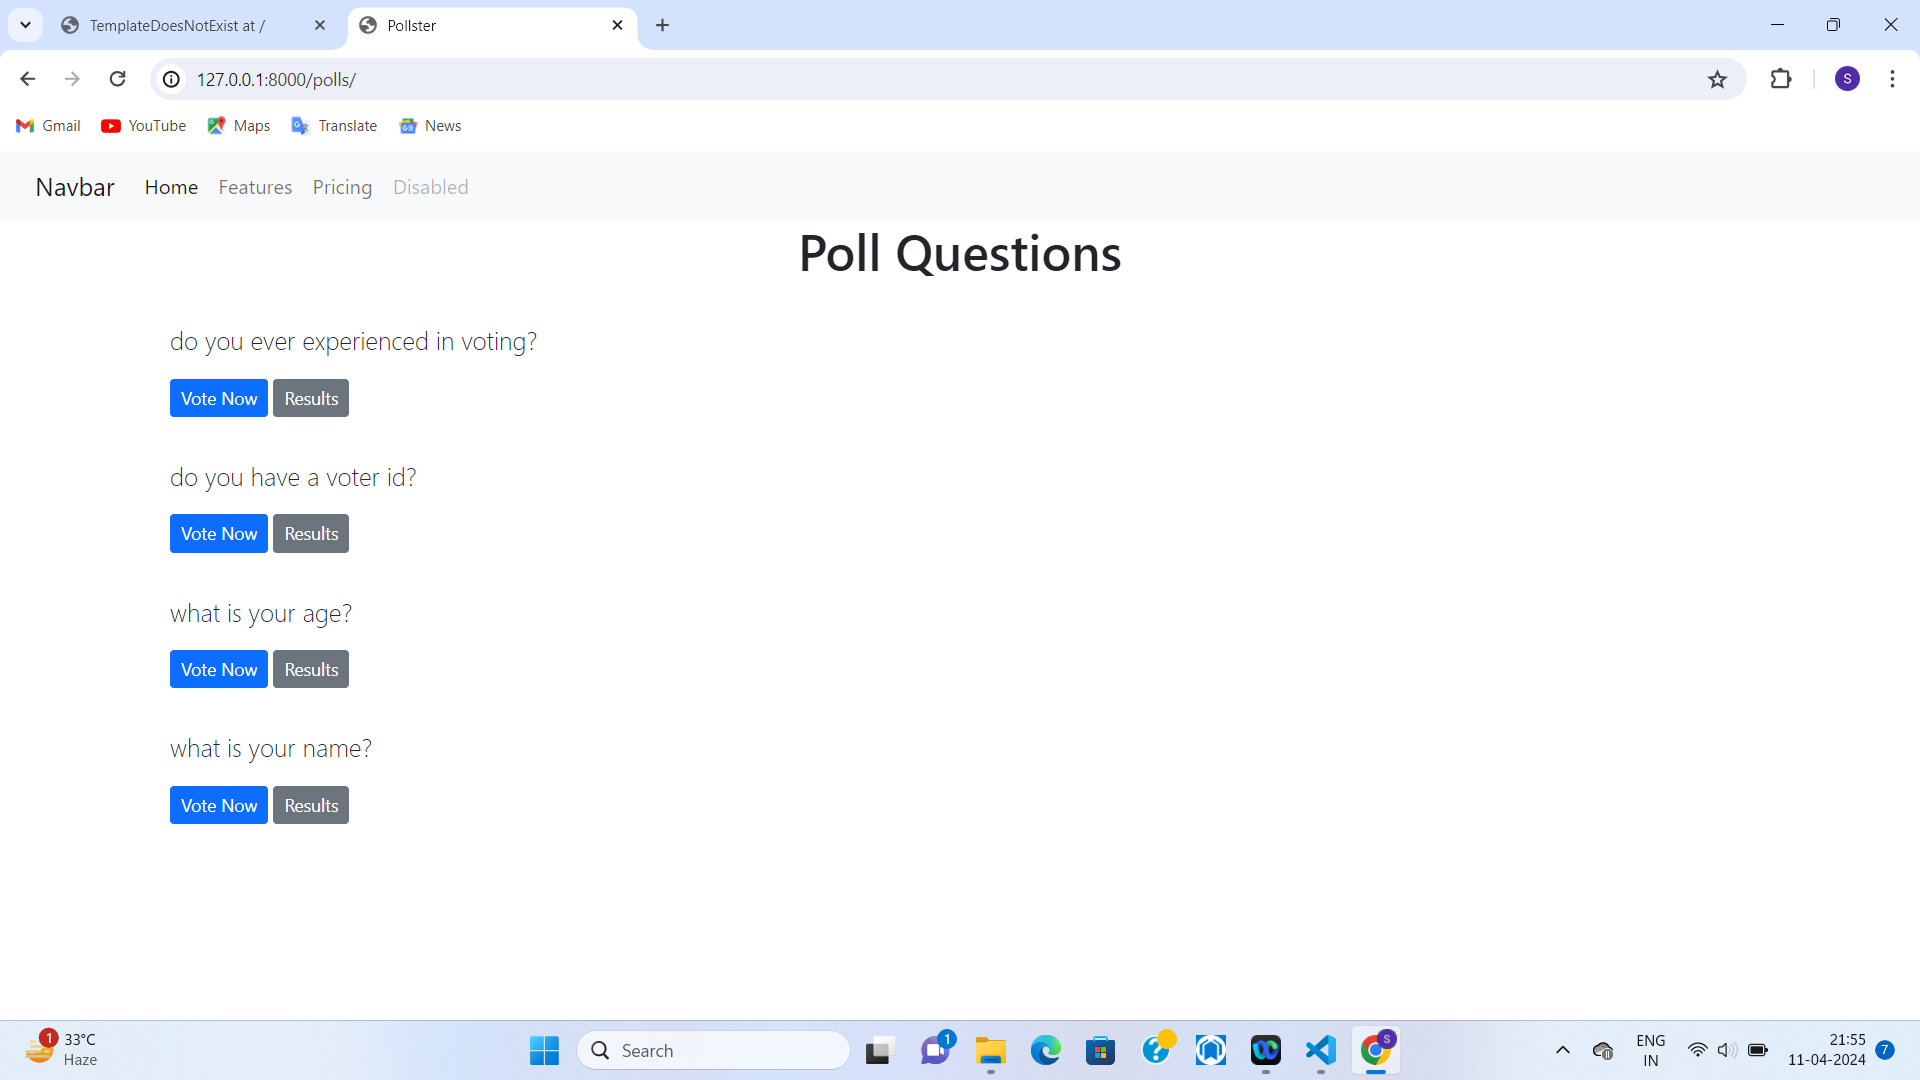 TemplateDoesNotExist at /
Pollster
127.0.0.1:8000/polls/
S
Gmail YouTube Maps Translate News
Navbar Home Features Pricing Disabled
Poll Questions
do you ever experienced in voting?
Vote Now Results
do you have a voter id?
Vote Now Results
what is your age?
Vote Now Results
what is your name?
Vote Now Results
1
33°C
Haze
Search
1
S
ENG
IN
21:55
11-04-2024
7